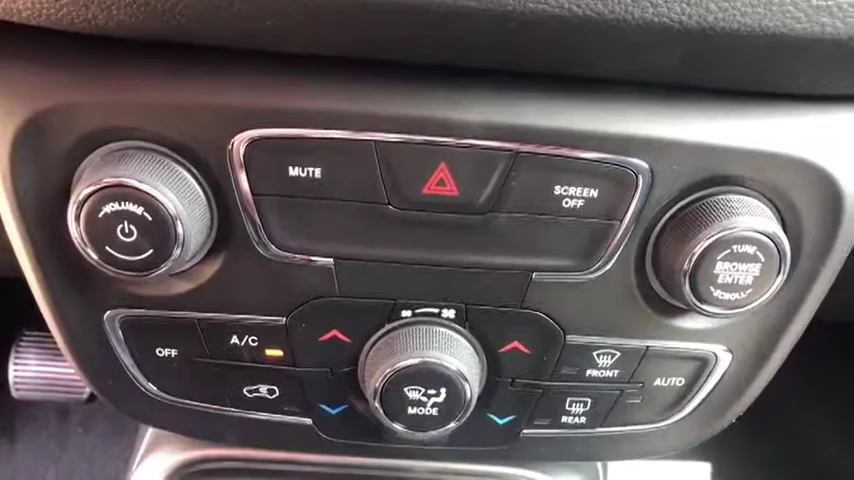 VOLUME
MUTE
SCREEN
OFF
TUNE
BROWSE
ENTER
SCROLL
OFF
A/C
MODE
FRONT
REAR
AUTO